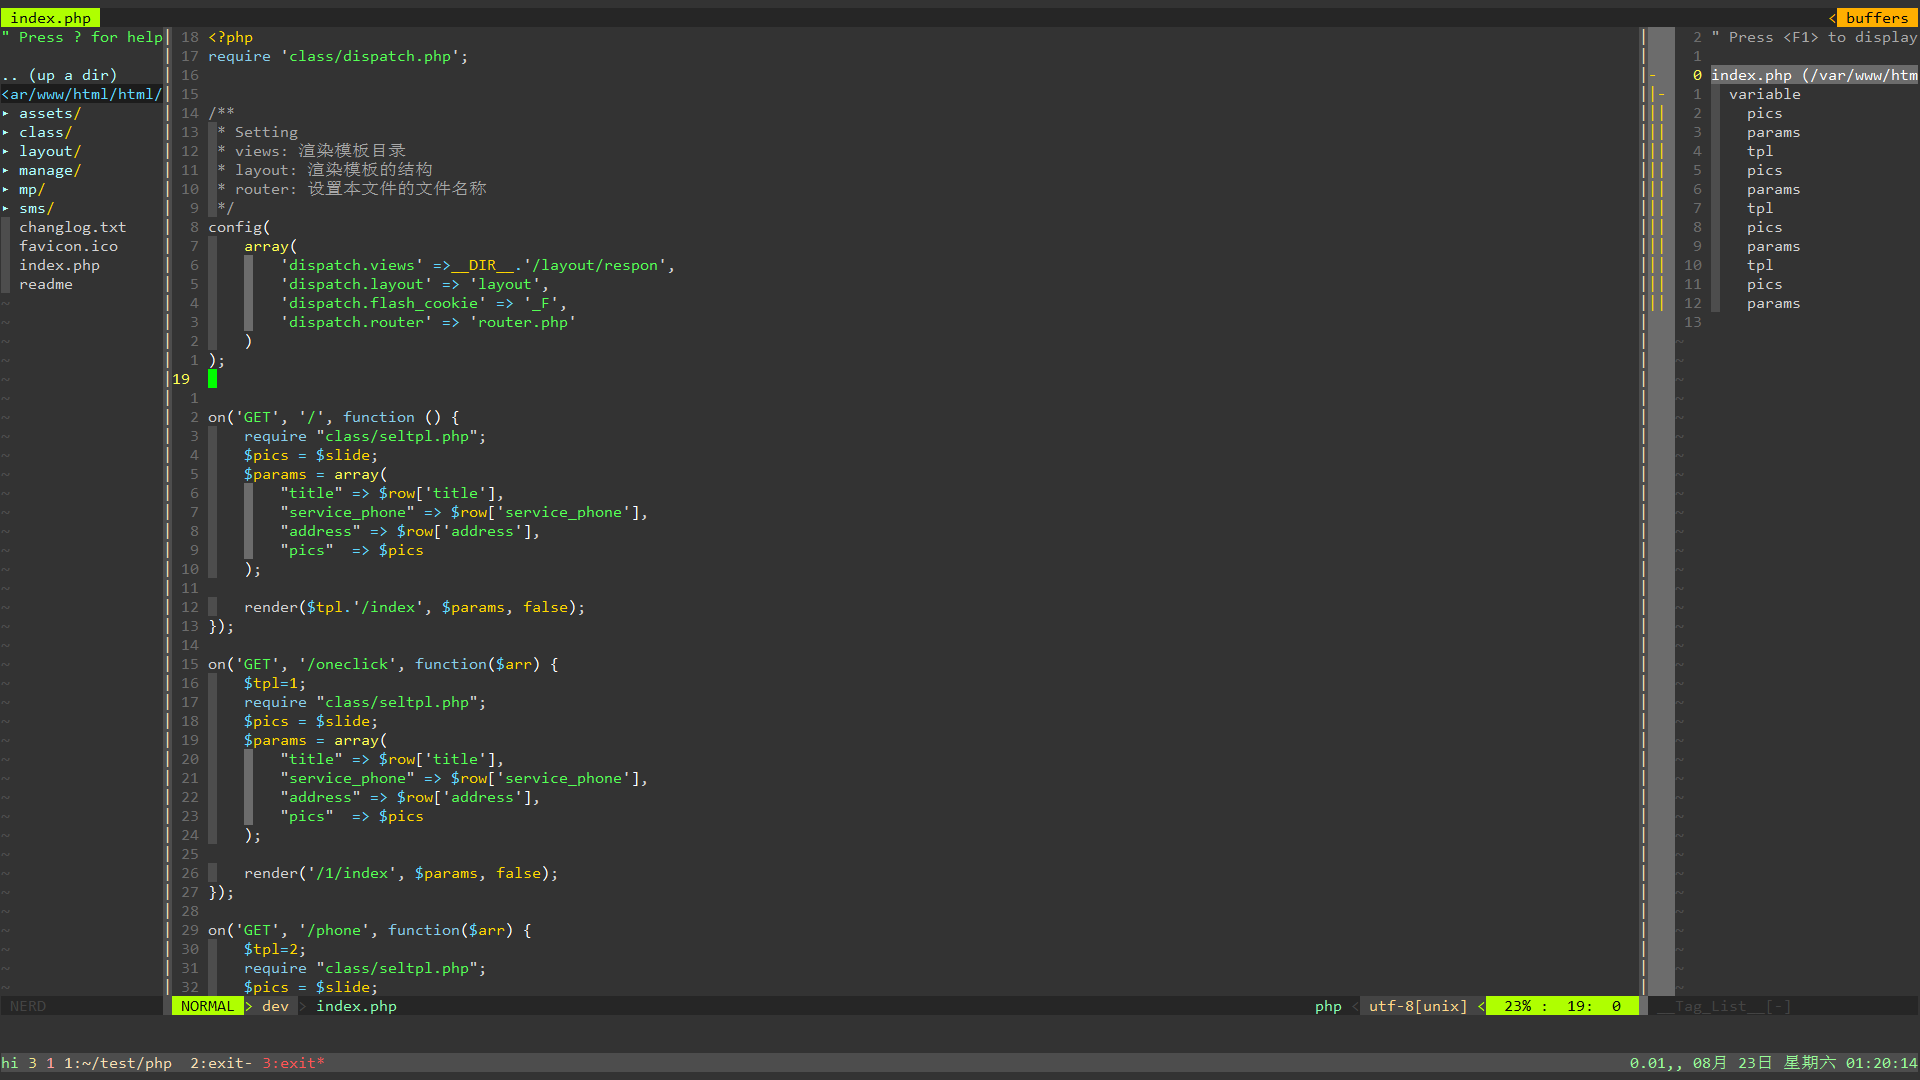 index.php
< buffers
" Press ? for help
.. (up a dir)
<ar/www/html/html/
▸ assets/
▸ class/
▸ layout/
▸ manage/
▸ mp/
▸ sms/
changlog.txt
favicon.ico
index.php
readme
18 <?php
17 require 'class/dispatch.php';
16
15
14 /**
13  * Setting
12  * views: 渲染模板目录
11  * layout: 渲染模板的结构
10  * router: 设置本文件的文件名称
9  */
8 config(
7     array(
6         'dispatch.views' =>__DIR__.'/layout/respon',
5         'dispatch.layout' => 'layout',
4         'dispatch.flash_cookie' => '_F',
3         'dispatch.router' => 'router.php'
2     )
1 );
19
1
2 on('GET', '/', function () {
3     require "class/seltpl.php";
4     $pics = $slide;
5     $params = array(
6         "title" => $row['title'],
7         "service_phone" => $row['service_phone'],
8         "address" => $row['address'],
9         "pics"  => $pics
10     );
11
12     render($tpl.'/index', $params, false);
13 });
14
15 on('GET', '/oneclick', function($arr) {
16     $tpl=1;
17     require "class/seltpl.php";
18     $pics = $slide;
19     $params = array(
20         "title" => $row['title'],
21         "service_phone" => $row['service_phone'],
22         "address" => $row['address'],
23         "pics"  => $pics
24     );
25
26     render('/1/index', $params, false);
27 });
28
29 on('GET', '/phone', function($arr) {
30     $tpl=2;
31     require "class/seltpl.php";
32     $pics = $slide;
2 " Press <F1> to display
1
0 index.php (/var/www/htm
1   variable
2     pics
3     params
4     tpl
5     pics
6     params
7     tpl
8     pics
9     params
10     tpl
11     pics
12     params
13
NERD
NORMAL > dev > index.php
php < utf-8[unix] < 23% : 19: 0
__Tag_List__ [-]
hi 3 1 1:~/test/php  2:exit- 3:exit*
0.01,, 08月 23日 星期六 01:20:14